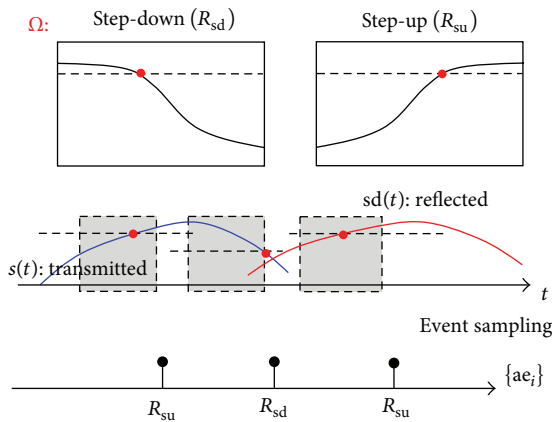 Ω:
Step-down (R_sd)
Step-up (R_su)
sd(t): reflected
s(t): transmitted
t
Event sampling
{ae_i}
R_su
R_sd
R_su